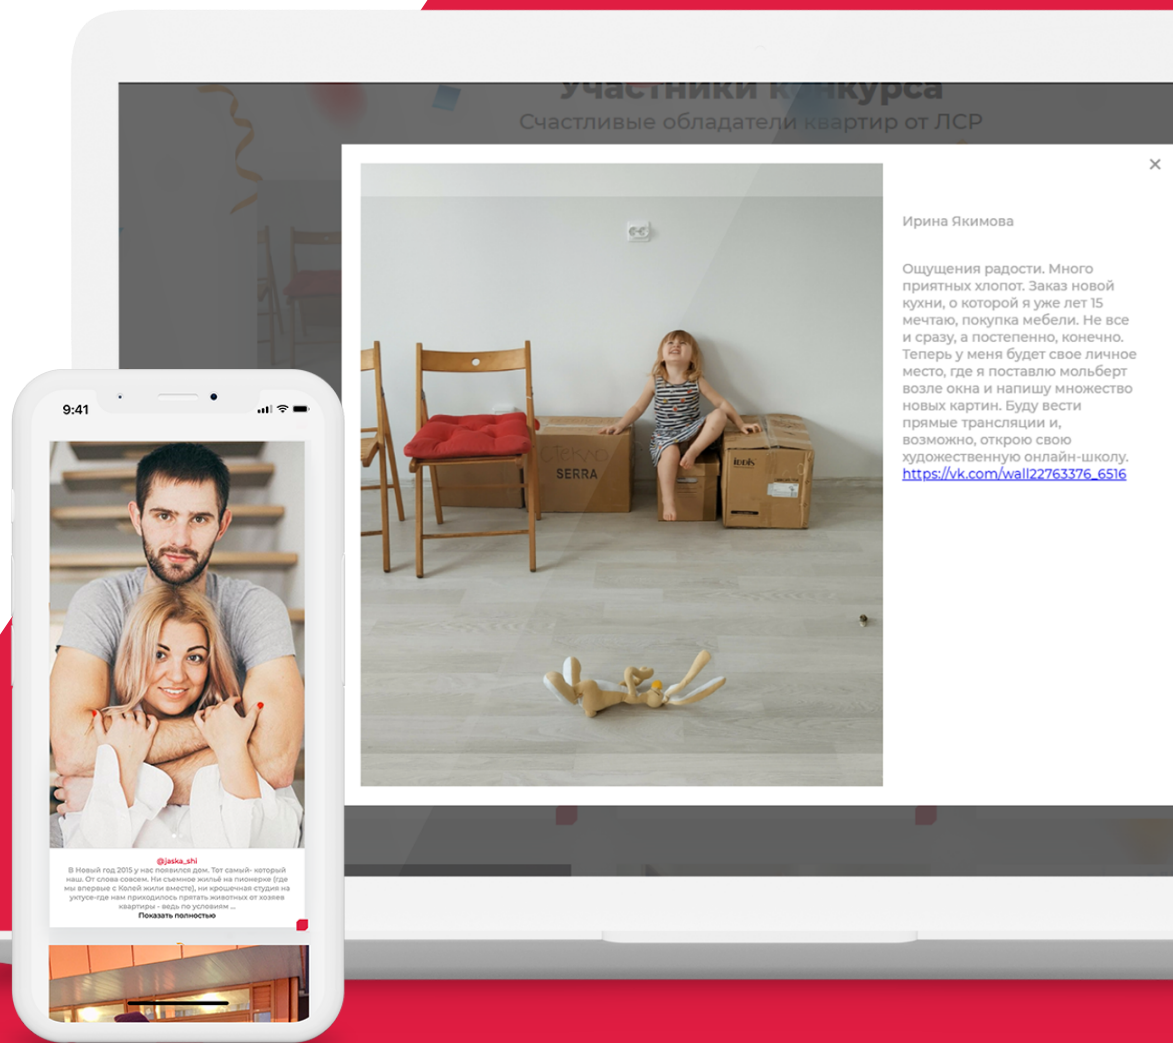 Участники конкурса
Счастливые обладатели квартир от ЛСР
Ирина Якимова
Ощущения радости. Много
приятных хлопот. Заказ новой
кухни, о которой я уже лет 15
мечтаю, покупка мебели. Не все
и сразу, а постепенно, конечно.
Теперь у меня будет свое личное
место, где я поставлю мольберт
возле окна и напишу множество
новых картин. Буду вести
прямые трансляции и,
возможно, открою свою
художественную онлайн-школу.
https://vk.com/wall22763376_6516
СТЕКЛО
SERRA
IDDIS
9:41
@jaska_shi
В Новый год 2015 у нас появился дом. Тот самый- который
наш. От слова совсем. Ни съемное жильё на пионерке (где
мы впервые с Колей жили вместе), ни крошечная студия на
уктусе-где нам приходилось прятать животных от хозяев
квартиры - ведь по условиям ...
Показать полностью